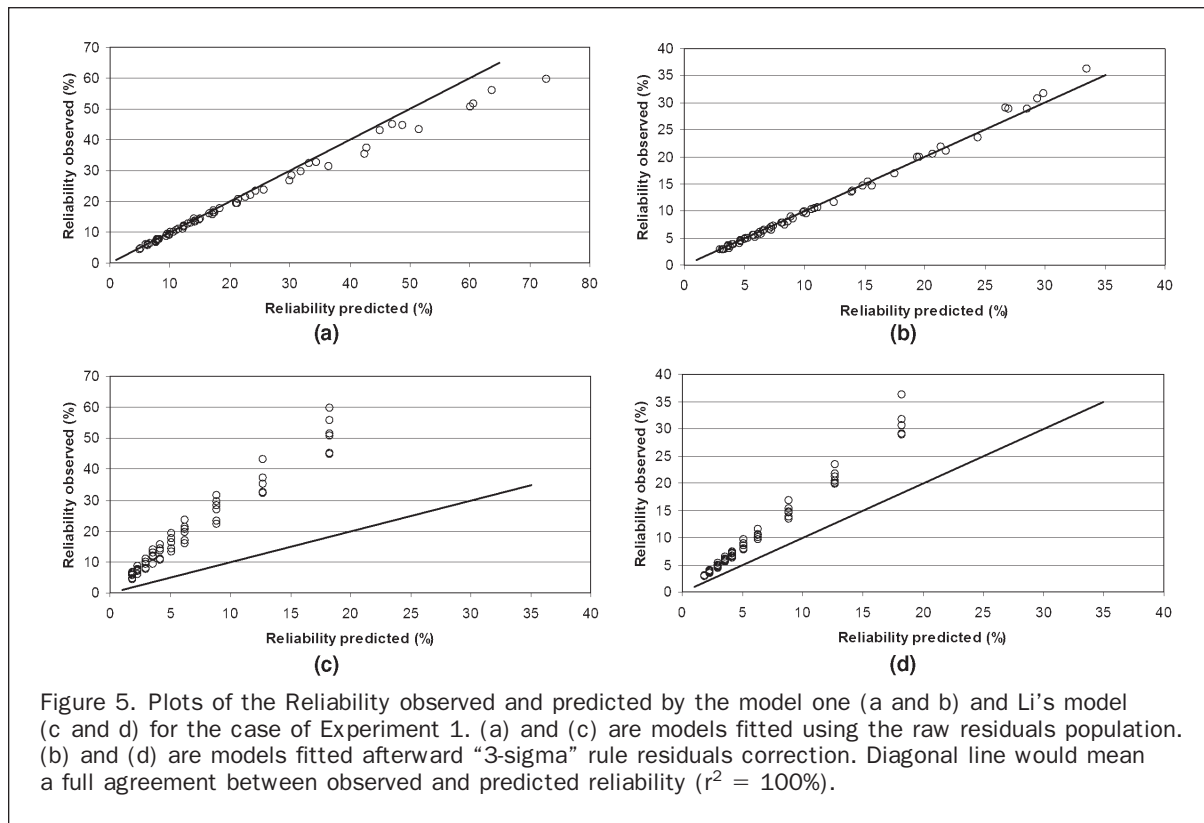 70
60
50
40
30
20
10
0
Reliability observed (%)
0 10 20 30 40 50 60 70 80
Reliability predicted (%)
(a)
40
35
30
25
20
15
10
5
0
Reliability observed (%)
0 5 10 15 20 25 30 35 40
Reliability predicted (%)
(b)
70
60
50
40
30
20
10
0
Reliability observed (%)
0 5 10 15 20 25 30 35 40
Reliability predicted (%)
(c)
40
35
30
25
20
15
10
5
0
Reliability observed (%)
0 5 10 15 20 25 30 35 40
Reliability predicted (%)
(d)
Figure 5. Plots of the Reliability observed and predicted by the model one (a and b) and Li's model
(c and d) for the case of Experiment 1. (a) and (c) are models fitted using the raw residuals population.
(b) and (d) are models fitted afterward “3-sigma” rule residuals correction. Diagonal line would mean
a full agreement between observed and predicted reliability (r² = 100%).